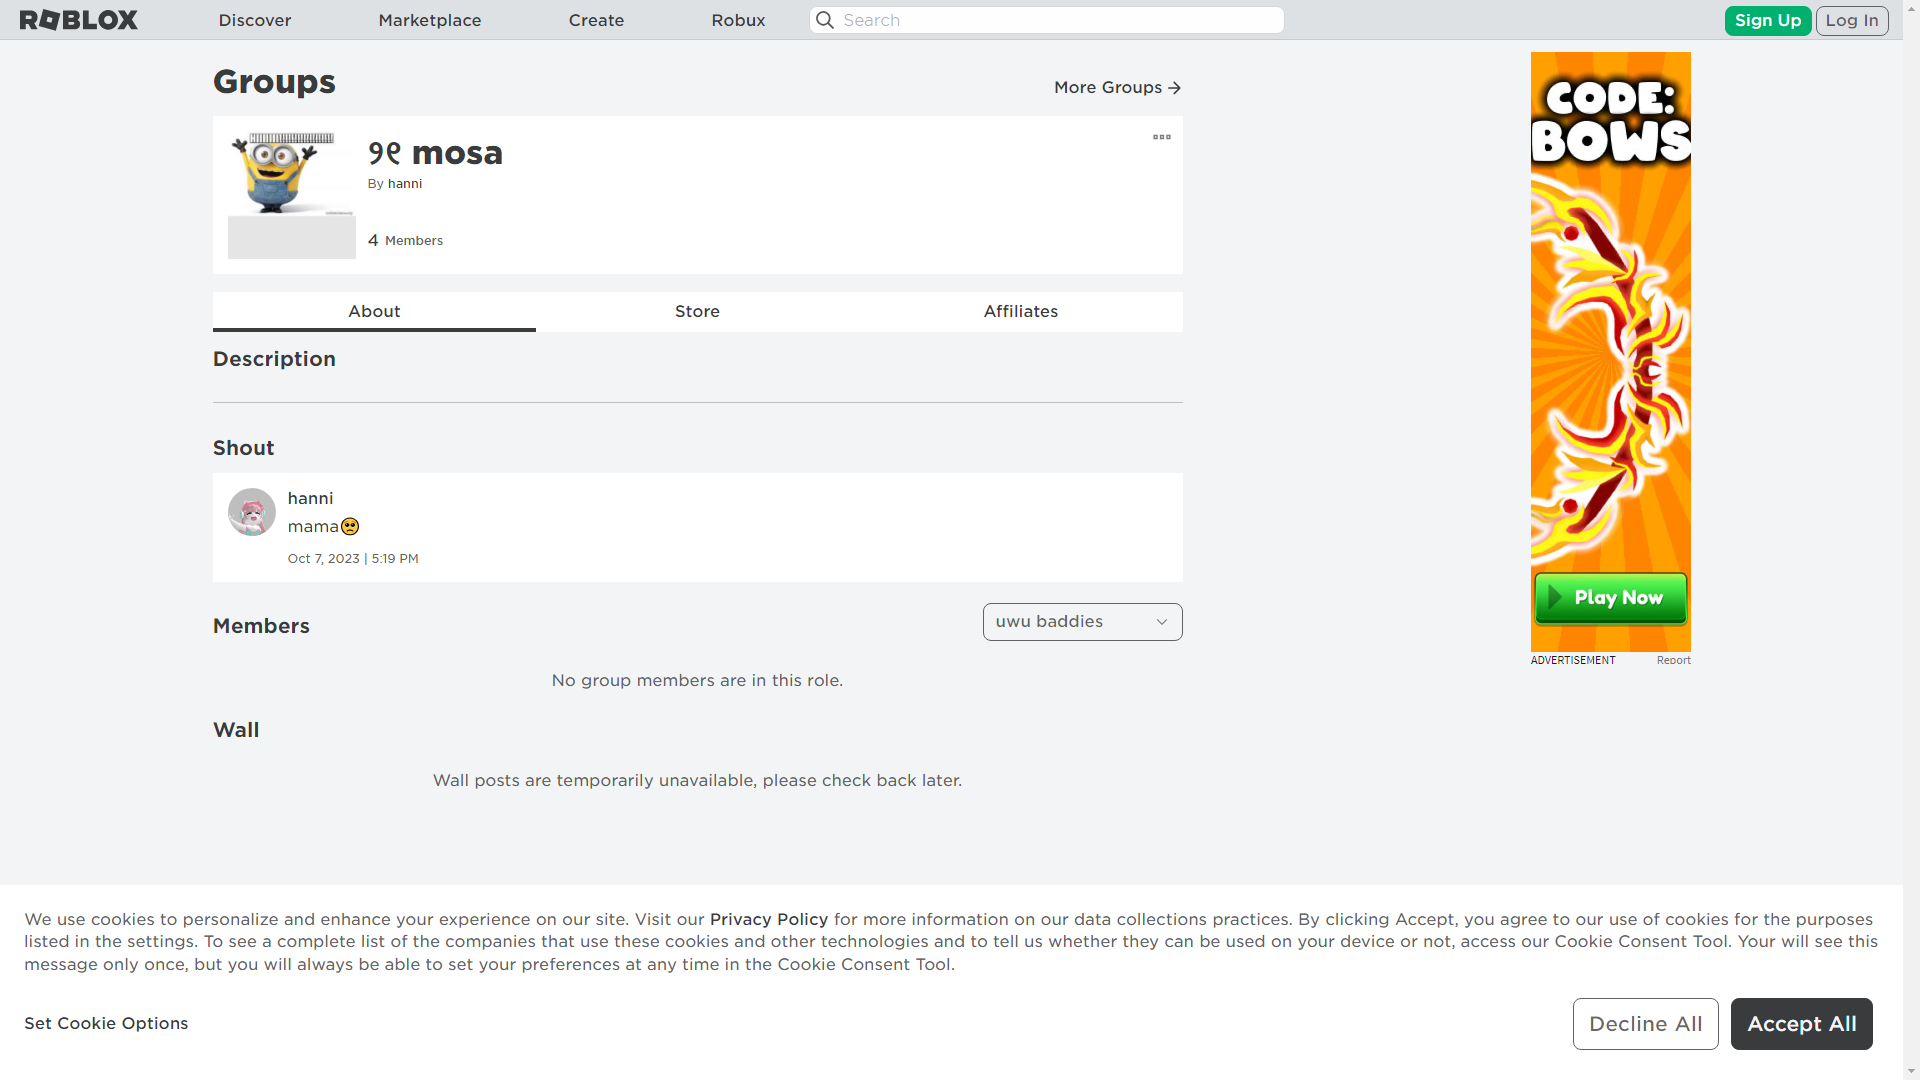 ROBLOX
Discover
Marketplace
Create
Robux
Search
Sign Up
Log In
Groups
More Groups
୨୧ mosa
By hanni
4 Members
About
Store
Affiliates
Description
Shout
hanni
mama🥺
Oct 7, 2023 | 5:19 PM
Members
uwu baddies
No group members are in this role.
Wall
Wall posts are temporarily unavailable, please check back later.
CODE:
BOWS
Play Now
ADVERTISEMENT
Report
We use cookies to personalize and enhance your experience on our site. Visit our Privacy Policy for more information on our data collections practices. By clicking Accept, you agree to our use of cookies for the purposes
listed in the settings. To see a complete list of the companies that use these cookies and other technologies and to tell us whether they can be used on your device or not, access our Cookie Consent Tool. Your will see this
message only once, but you will always be able to set your preferences at any time in the Cookie Consent Tool.
Set Cookie Options
Decline All
Accept All